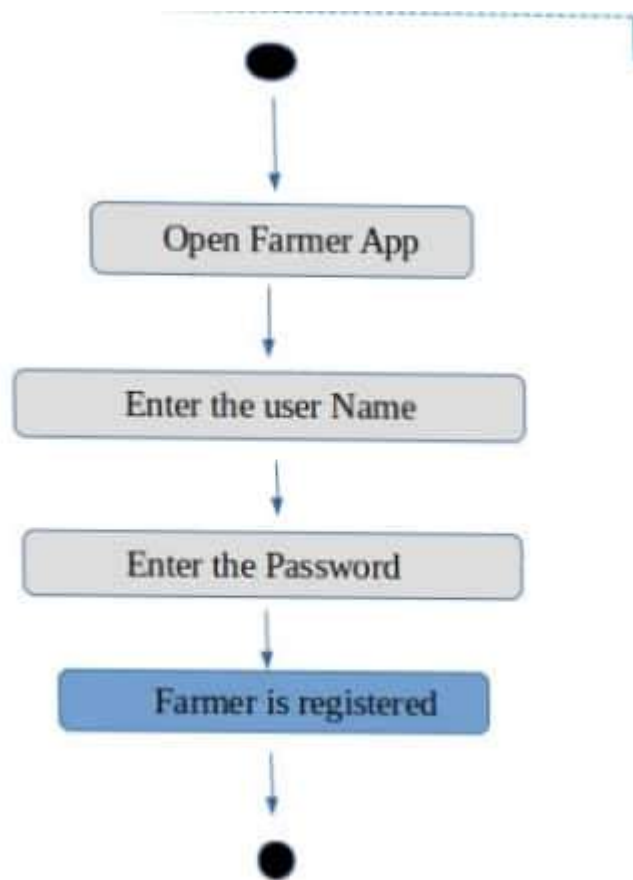 Open Farmer App
Enter the user Name
Enter the Password
Farmer is registered